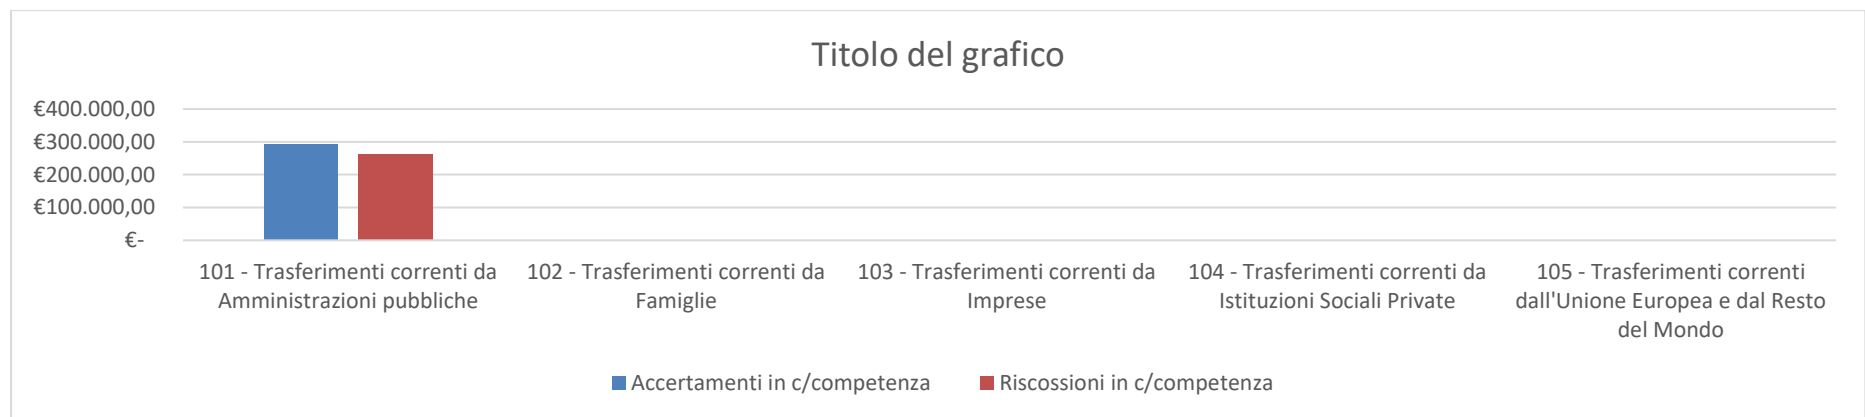 Titolo del grafico
€400.000,00
€300.000,00
€200.000,00
€100.000,00
€-
101 - Trasferimenti correnti da
Amministrazioni pubbliche
102 - Trasferimenti correnti da
Famiglie
103 - Trasferimenti correnti da
Imprese
104 - Trasferimenti correnti da
Istituzioni Sociali Private
105 - Trasferimenti correnti
dall'Unione Europea e dal Resto
del Mondo
Accertamenti in c/competenza
Riscossioni in c/competenza